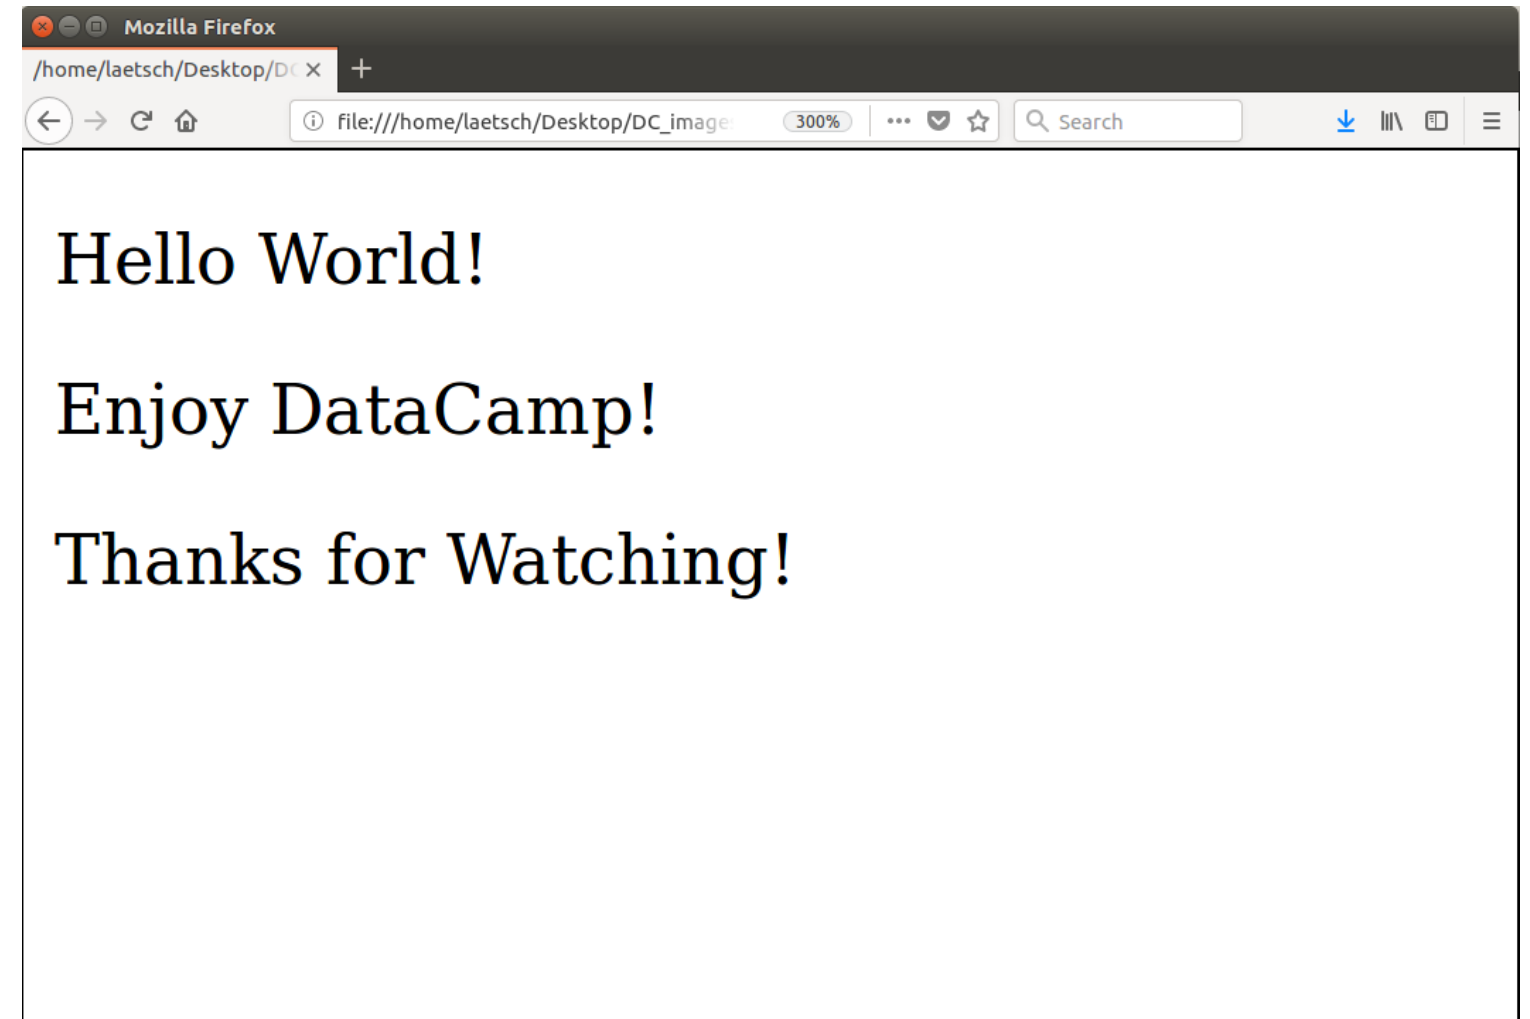 Mozilla Firefox
/home/laetsch/Desktop/DC
file:///home/laetsch/Desktop/DC_image
300%
Search
Hello World!
Enjoy DataCamp!
Thanks for Watching!